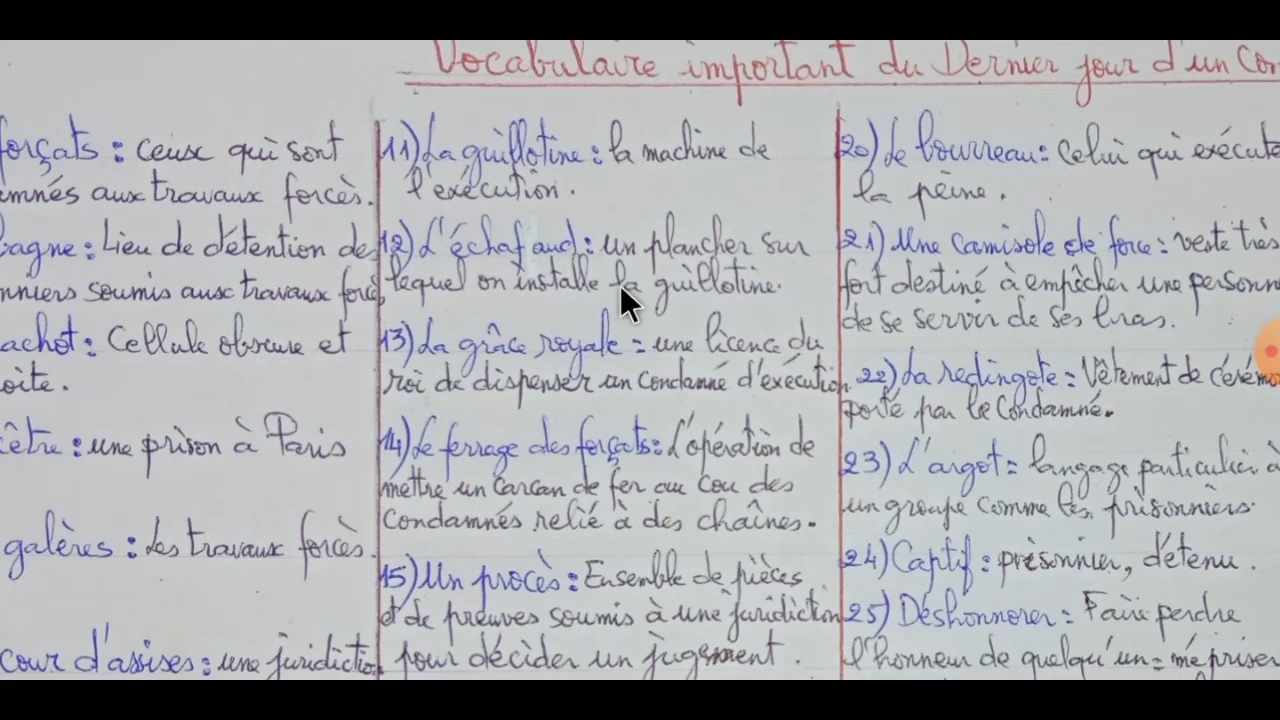 Vocabulaire important du Dernier jour d'un Con
forçats : ceux qui sont
mnés aux travaux forcès.
bagne : Lieu de détention de
nniers soumis aux travaux forcés
achot : Cellule obscure et
oite.
cêtre : une prison à Paris
galères : Les travaux forcès.
cour d'assises : une juridiction
11) La guillotine : la machine de
l'exécution.
12) L'échafaud : un plancher sur
lequel on installe la guillotine.
13) La grâce royale = une licence du
roi de dispenser un condamné d'exécution
14) Le ferrage des forçats : L'opération de
mettre un carcan de fer au cou des
condamnés relié à des chaînes.
15) Un procès : Ensemble de pièces
et de preuves soumis à une juridiction
pour décider un jugement.
20) Le bourreau : Celui qui exécute
la peine.
21) Une camisole de force : veste très
fort destiné à empêcher une personn
de se servir de ses bras.
22) La redingote = Vêtement de cérémo
porté par le Condamné.
23) L'argot = langage particulier à
un groupe comme les prisonniers.
24) Captif : prisonnier, détenu.
25) Déshonnorer = Faire perdre
l'honneur de quelqu'un = mépriser